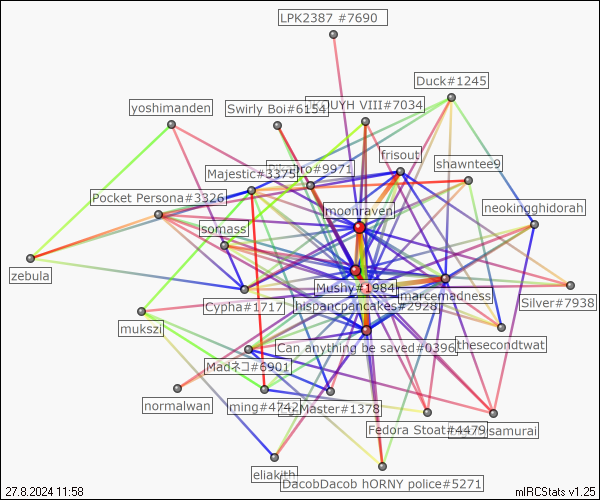 LPK2387 #7690
Duck#1245
yoshimanden
Swirly Boi#6154
UYH VIII#7034
frisout
shawntee9
#9971
Majestic#3375
Pocket Persona#3326
moonraven
neokingghidorah
somass
zebula
Mushy#1984
marcemadness
Cypha#1717
hispancpancakes#2928
Silver#7938
mukszi
Can anything be saved#0396
thesecondtwat
Madネコ#6901
normalwan
ming#4742
Master#1378
Fedora Stoat#4479
samurai
eliakith
DacobDacob hORNY police#5271
27.8.2024 11:58
mIRCStats v1.25